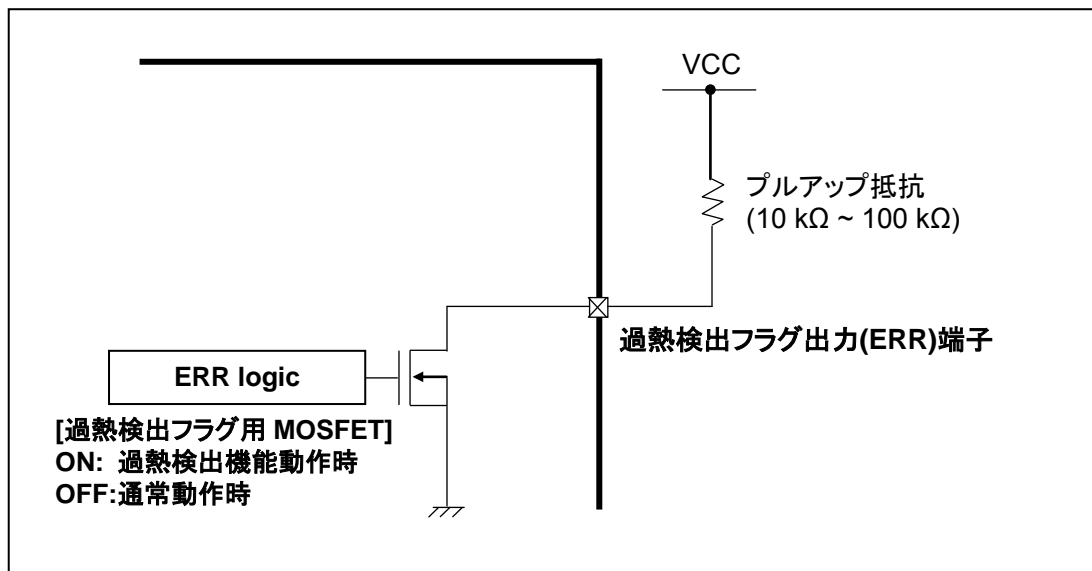 VCC
プルアップ抵抗
(10 kΩ ~ 100 kΩ)
過熱検出フラグ出力(ERR)端子
ERR logic
[過熱検出フラグ用 MOSFET]
ON: 過熱検出機能動作時
OFF:通常動作時